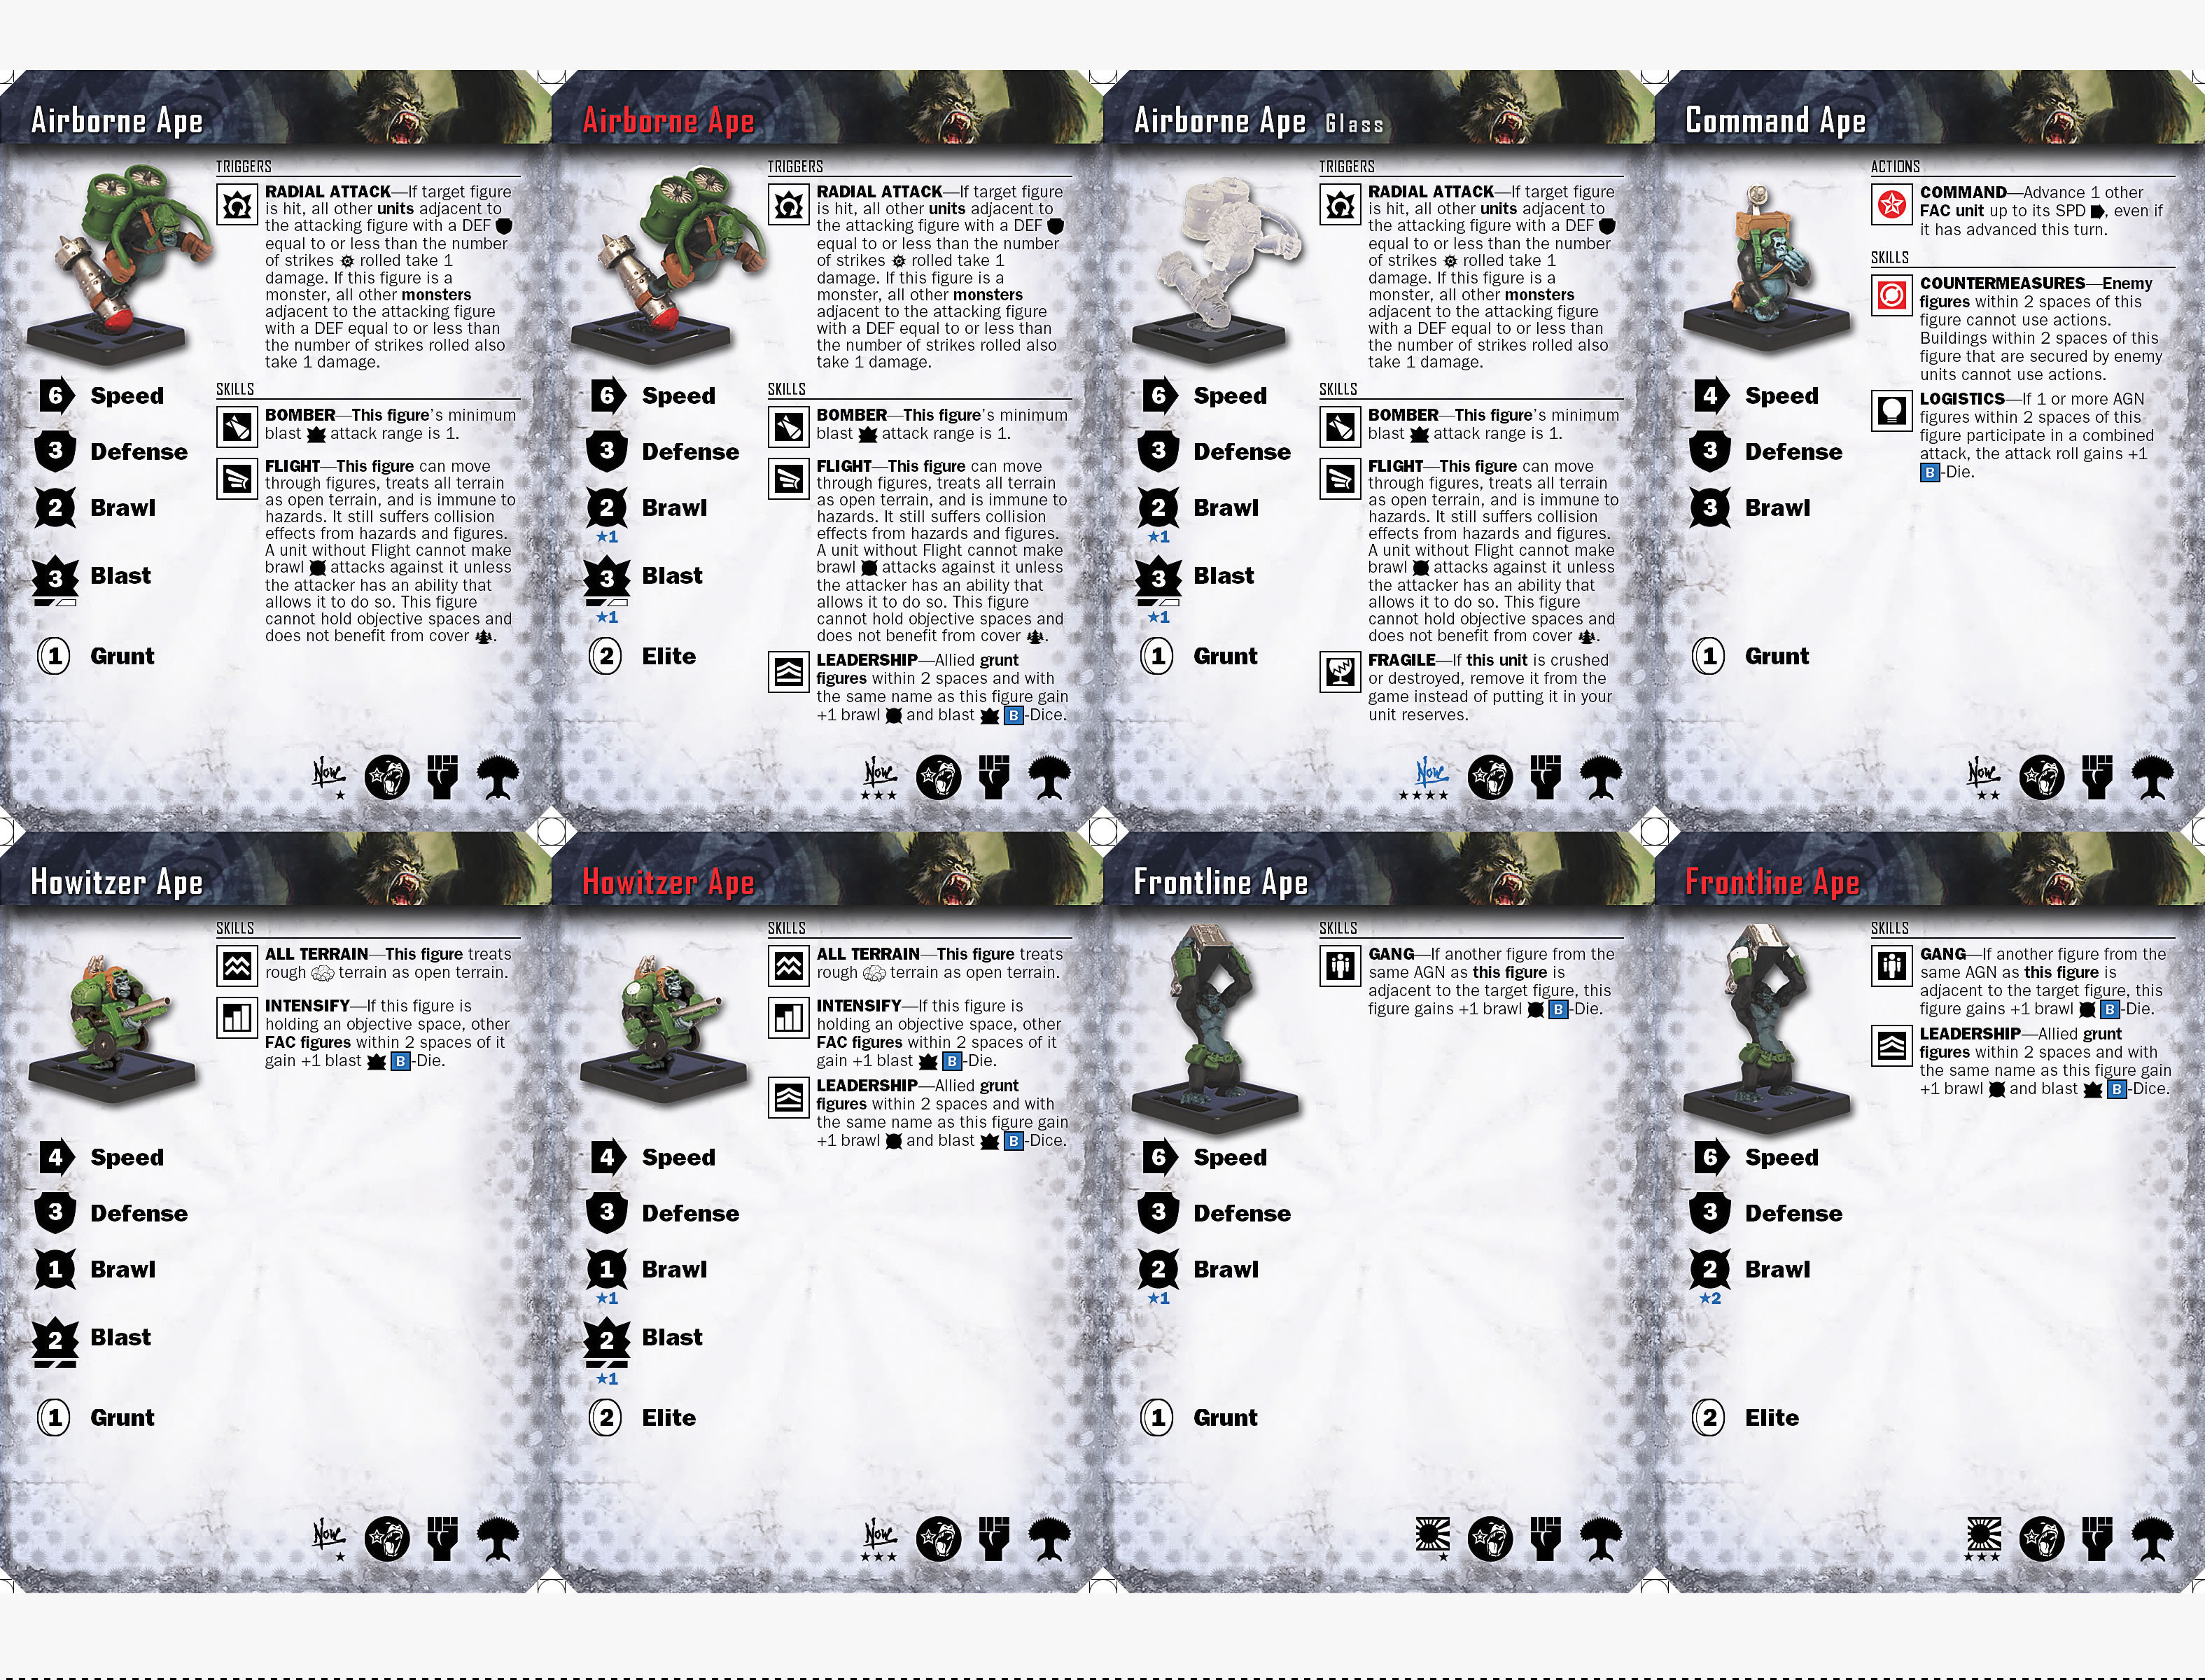 Airborne Ape
TRIGGERS
RADIAL ATTACK—If target figure
is hit, all other units adjacent to
the attacking figure with a DEF
equal to or less than the number
of strikes rolled take 1
damage. If this figure is a
monster, all other monsters
adjacent to the attacking figure
with a DEF equal to or less than
the number of strikes rolled also
take 1 damage.
SKILLS
BOMBER—This figure's minimum
blast attack range is 1.
FLIGHT—This figure can move
through figures, treats all terrain
as open terrain, and is immune to
hazards. It still suffers collision
effects from hazards and figures.
A unit without Flight cannot make
brawl attacks against it unless
the attacker has an ability that
allows it to do so. This figure
cannot hold objective spaces and
does not benefit from cover .
6 Speed
3 Defense
2 Brawl
3 Blast
1 Grunt
Now
★
Airborne Ape
TRIGGERS
RADIAL ATTACK—If target figure
is hit, all other units adjacent to
the attacking figure with a DEF
equal to or less than the number
of strikes rolled take 1
damage. If this figure is a
monster, all other monsters
adjacent to the attacking figure
with a DEF equal to or less than
the number of strikes rolled also
take 1 damage.
SKILLS
BOMBER—This figure's minimum
blast attack range is 1.
FLIGHT—This figure can move
through figures, treats all terrain
as open terrain, and is immune to
hazards. It still suffers collision
effects from hazards and figures.
A unit without Flight cannot make
brawl attacks against it unless
the attacker has an ability that
allows it to do so. This figure
cannot hold objective spaces and
does not benefit from cover .
LEADERSHIP—Allied grunt
figures within 2 spaces and with
the same name as this figure gain
+1 brawl and blast B-Dice.
6 Speed
3 Defense
2 Brawl
★1
3 Blast
★1
2 Elite
Now
★★★
Airborne Ape Glass
TRIGGERS
RADIAL ATTACK—If target figure
is hit, all other units adjacent to
the attacking figure with a DEF
equal to or less than the number
of strikes rolled take 1
damage. If this figure is a
monster, all other monsters
adjacent to the attacking figure
with a DEF equal to or less than
the number of strikes rolled also
take 1 damage.
SKILLS
BOMBER—This figure's minimum
blast attack range is 1.
FLIGHT—This figure can move
through figures, treats all terrain
as open terrain, and is immune to
hazards. It still suffers collision
effects from hazards and figures.
A unit without Flight cannot make
brawl attacks against it unless
the attacker has an ability that
allows it to do so. This figure
cannot hold objective spaces and
does not benefit from cover .
FRAGILE—If this unit is crushed
or destroyed, remove it from the
game instead of putting it in your
unit reserves.
6 Speed
3 Defense
2 Brawl
★1
3 Blast
★1
1 Grunt
Now
★★★★
Command Ape
ACTIONS
COMMAND—Advance 1 other
FAC unit up to its SPD , even if
it has advanced this turn.
SKILLS
COUNTERMEASURES—Enemy
figures within 2 spaces of this
figure cannot use actions.
Buildings within 2 spaces of this
figure that are secured by enemy
units cannot use actions.
LOGISTICS—If 1 or more AGN
figures within 2 spaces of this
figure participate in a combined
attack, the attack roll gains +1
B-Die.
4 Speed
3 Defense
3 Brawl
1 Grunt
Now
★★
Howitzer Ape
SKILLS
ALL TERRAIN—This figure treats
rough terrain as open terrain.
INTENSIFY—If this figure is
holding an objective space, other
FAC figures within 2 spaces of it
gain +1 blast B-Die.
4 Speed
3 Defense
1 Brawl
2 Blast
1 Grunt
Now
★
Howitzer Ape
SKILLS
ALL TERRAIN—This figure treats
rough terrain as open terrain.
INTENSIFY—If this figure is
holding an objective space, other
FAC figures within 2 spaces of it
gain +1 blast B-Die.
LEADERSHIP—Allied grunt
figures within 2 spaces and with
the same name as this figure gain
+1 brawl and blast B-Dice.
4 Speed
3 Defense
1 Brawl
★1
2 Blast
★1
2 Elite
Now
★★★
Frontline Ape
SKILLS
GANG—If another figure from the
same AGN as this figure is
adjacent to the target figure, this
figure gains +1 brawl B-Die.
6 Speed
3 Defense
2 Brawl
★1
1 Grunt
★
Frontline Ape
SKILLS
GANG—If another figure from the
same AGN as this figure is
adjacent to the target figure, this
figure gains +1 brawl B-Die.
LEADERSHIP—Allied grunt
figures within 2 spaces and with
the same name as this figure gain
+1 brawl and blast B-Dice.
6 Speed
3 Defense
2 Brawl
★2
2 Elite
★★★